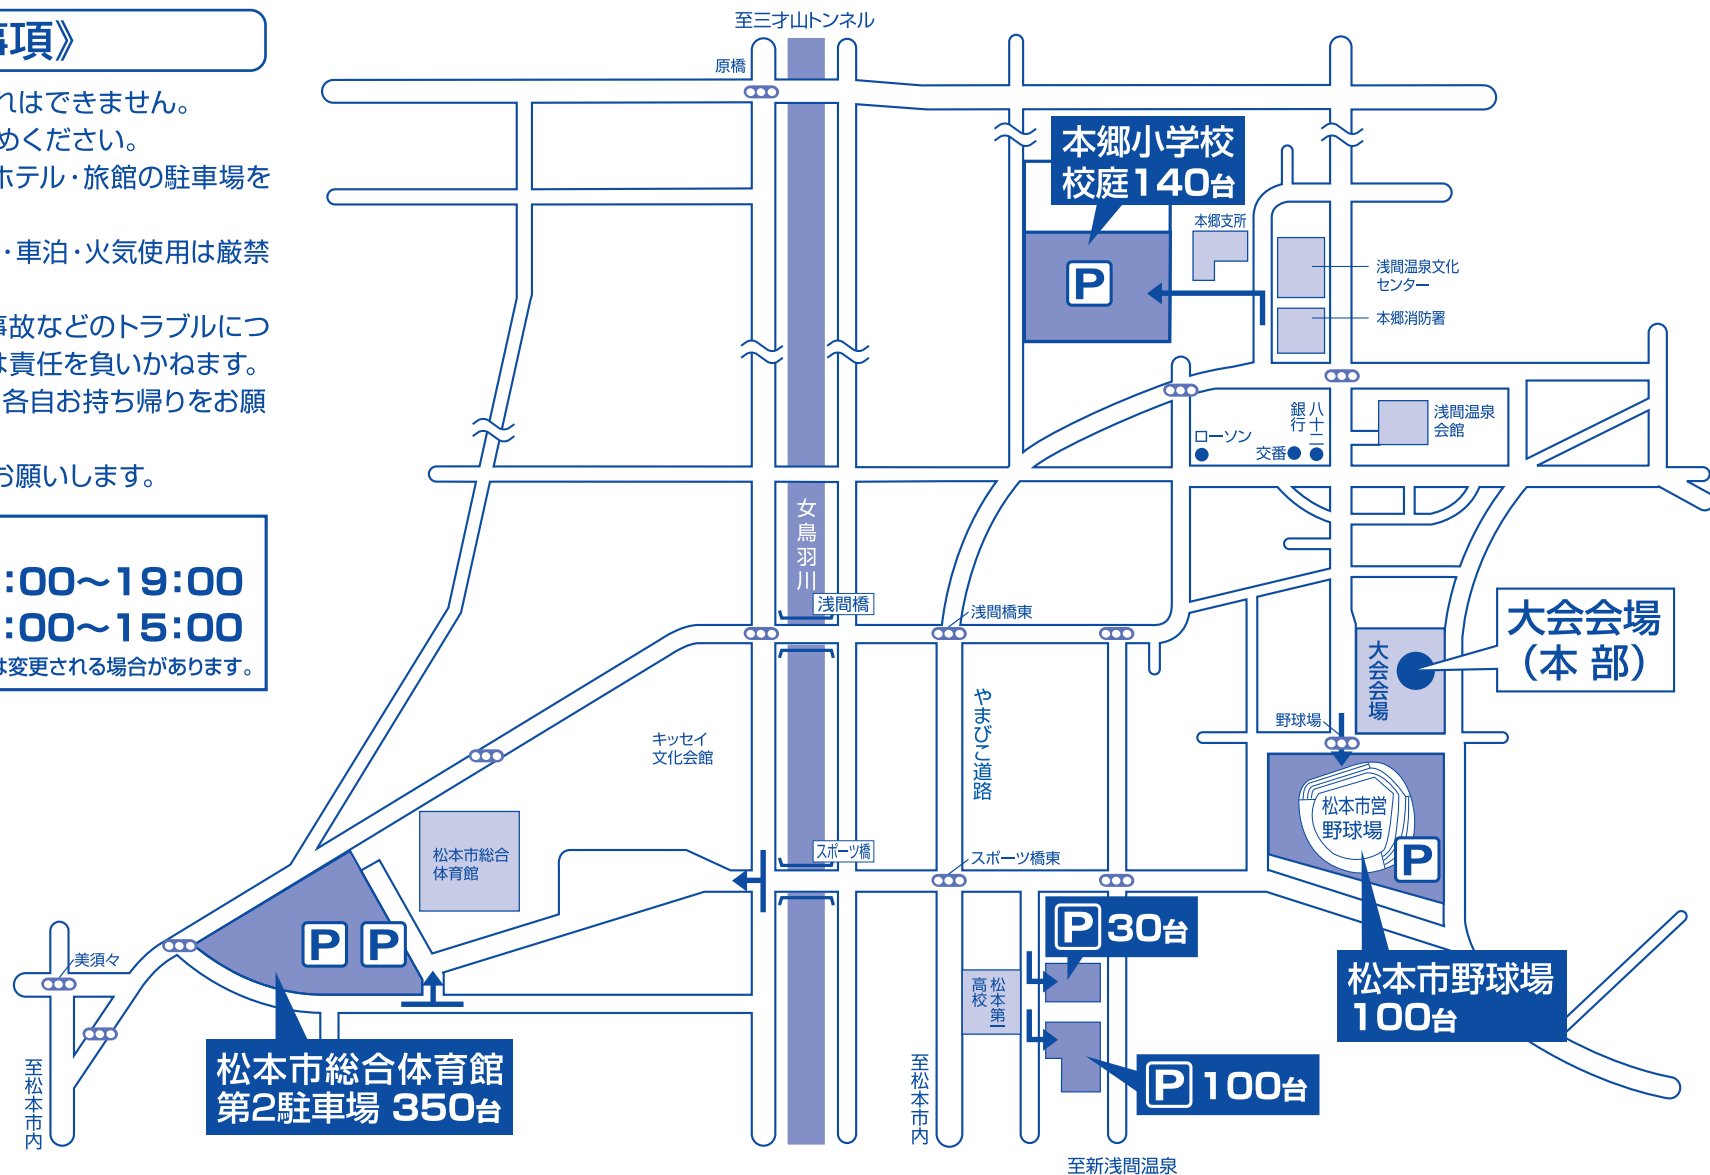 事項》
れはできません。
めください。
ホテル・旅館の駐車場を
・車泊・火気使用は厳禁
事故などのトラブルにつ
は責任を負いかねます。
各自お持ち帰りをお願
お願いします。
:00〜19:00
:00〜15:00
は変更される場合があります。
至三才山トンネル
原橋
本郷小学校
校庭140台
P
本郷支所
浅間温泉文化
センター
本郷消防署
浅間温泉
会館
八十二
銀行
ローソン
交番
女鳥羽川
浅間橋
浅間橋東
大会会場
(本 部)
大会会場
野球場
やまびこ道路
キッセイ
文化会館
松本市営
野球場
P
松本市総合
体育館
スポーツ橋
スポーツ橋東
P P
P 30台
美須々
松本第一
高校
松本市野球場
100台
松本市総合体育館
第2駐車場 350台
P 100台
至松本市内
至松本市内
至新浅間温泉